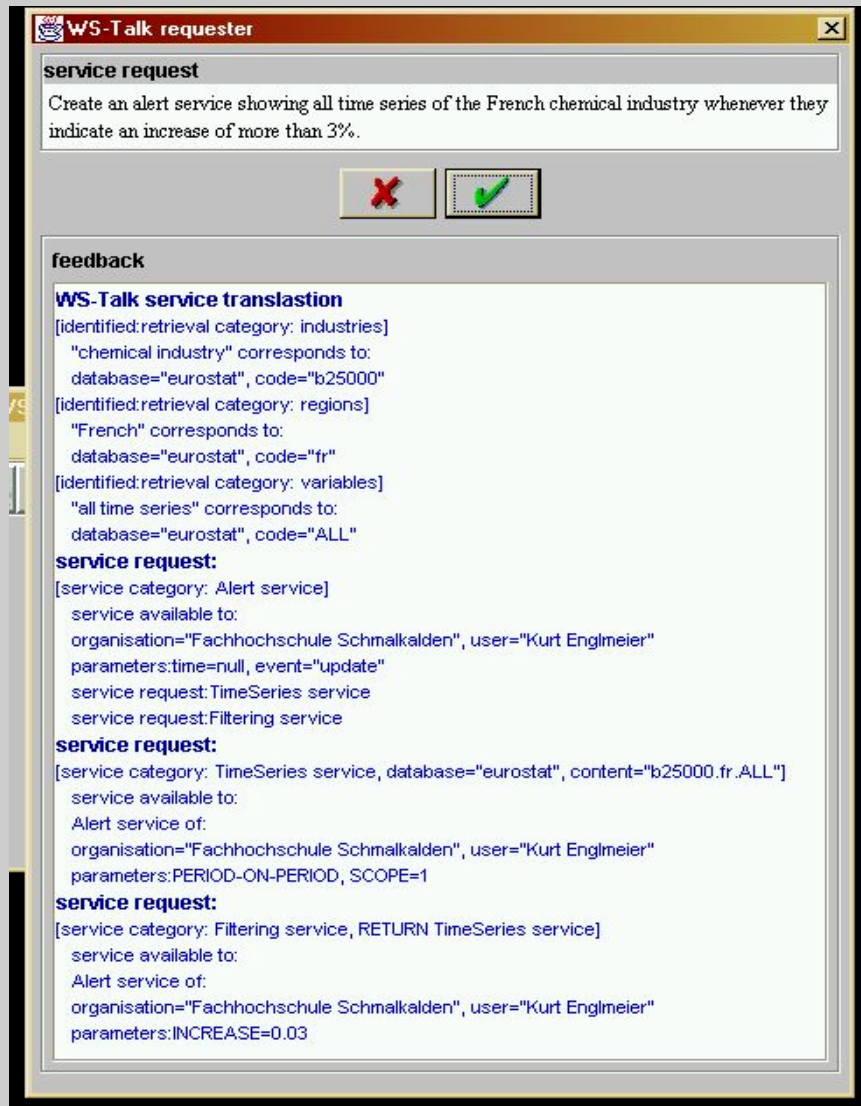 WS-Talk requester
service request
Create an alert service showing all time series of the French chemical industry whenever they
indicate an increase of more than 3%.
feedback
WS-Talk service translastion
[identified:retrieval category: industries]
"chemical industry" corresponds to:
database="eurostat", code="b25000"
[identified:retrieval category: regions]
"French" corresponds to:
database="eurostat", code="fr"
[identified:retrieval category: variables]
"all time series" corresponds to:
database="eurostat", code="ALL"
service request:
[service category: Alert service]
service available to:
organisation="Fachhochschule Schmalkalden", user="Kurt Englmeier"
parameters:time=null, event="update"
service request:TimeSeries service
service request:Filtering service
service request:
[service category: TimeSeries service, database="eurostat", content="b25000.fr.ALL"]
service available to:
Alert service of:
organisation="Fachhochschule Schmalkalden", user="Kurt Englmeier"
parameters:PERIOD-ON-PERIOD, SCOPE=1
service request:
[service category: Filtering service, RETURN TimeSeries service]
service available to:
Alert service of:
organisation="Fachhochschule Schmalkalden", user="Kurt Englmeier"
parameters:INCREASE=0.03